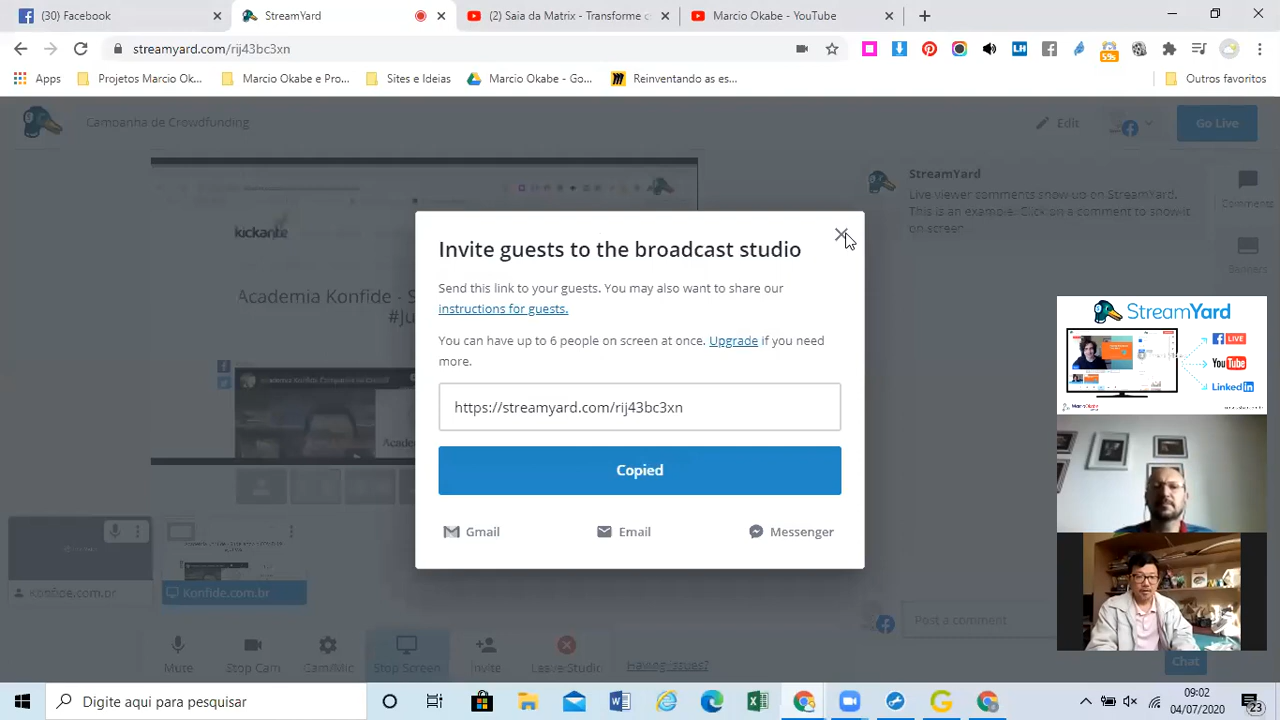 (30) Facebook
StreamYard
(2) Saia da Matrix - Transforme c
Marcio Okabe - YouTube
streamyard.com/rij43bc3xn
LH
59s
Apps
Projetos Marcio Ok...
Marcio Okabe e Pro...
Sites e Ideias
Marcio Okabe - Go...
Reinventando as es...
Outros favoritos
Campanha de Crowdfunding
Edit
Go Live
StreamYard
Live viewer comments show up on StreamYard.
This is an example. Click on a comment to show it
on screen.
Comments
Banners
kickante
Academia Konfide - S
#Ju
Invite guests to the broadcast studio
Send this link to your guests. You may also want to share our
instructions for guests.
You can have up to 6 people on screen at once. Upgrade if you need
more.
https://streamyard.com/rij43bc3xn
Copied
Gmail
Email
Messenger
StreamYard
LIVE
YouTube
Linked in
Konfide.com.br
Konfide.com.br
Post a comment
Mute
Stop Cam
Cam/Mic
Stop Screen
Invite
Leave Studio
Having issues?
Chat
Digite aqui para pesquisar
09:02
04/07/2020
23